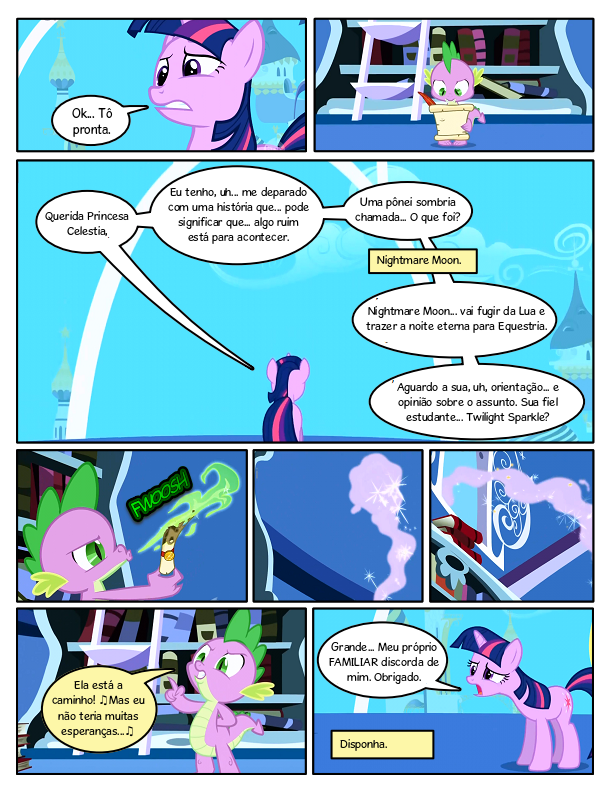 Ok... Tô
pronta.
Querida Princesa
Celestia,
Eu tenho, uh... me deparado
com uma história que... pode
significar que... algo ruim
está para acontecer.
Uma pônei sombria
chamada... O que foi?
Nightmare Moon.
Nightmare Moon... vai fugir da Lua e
trazer a noite eterna para Equestria.
Aguardo a sua, uh, orientação... e
opinião sobre o assunto. Sua fiel
estudante... Twilight Sparkle?
FWOOSH
Ela está a
caminho! ♫Mas eu
não teria muitas
esperanças...♫
Grande... Meu próprio
FAMILIAR discorda de
mim. Obrigado.
Disponha.